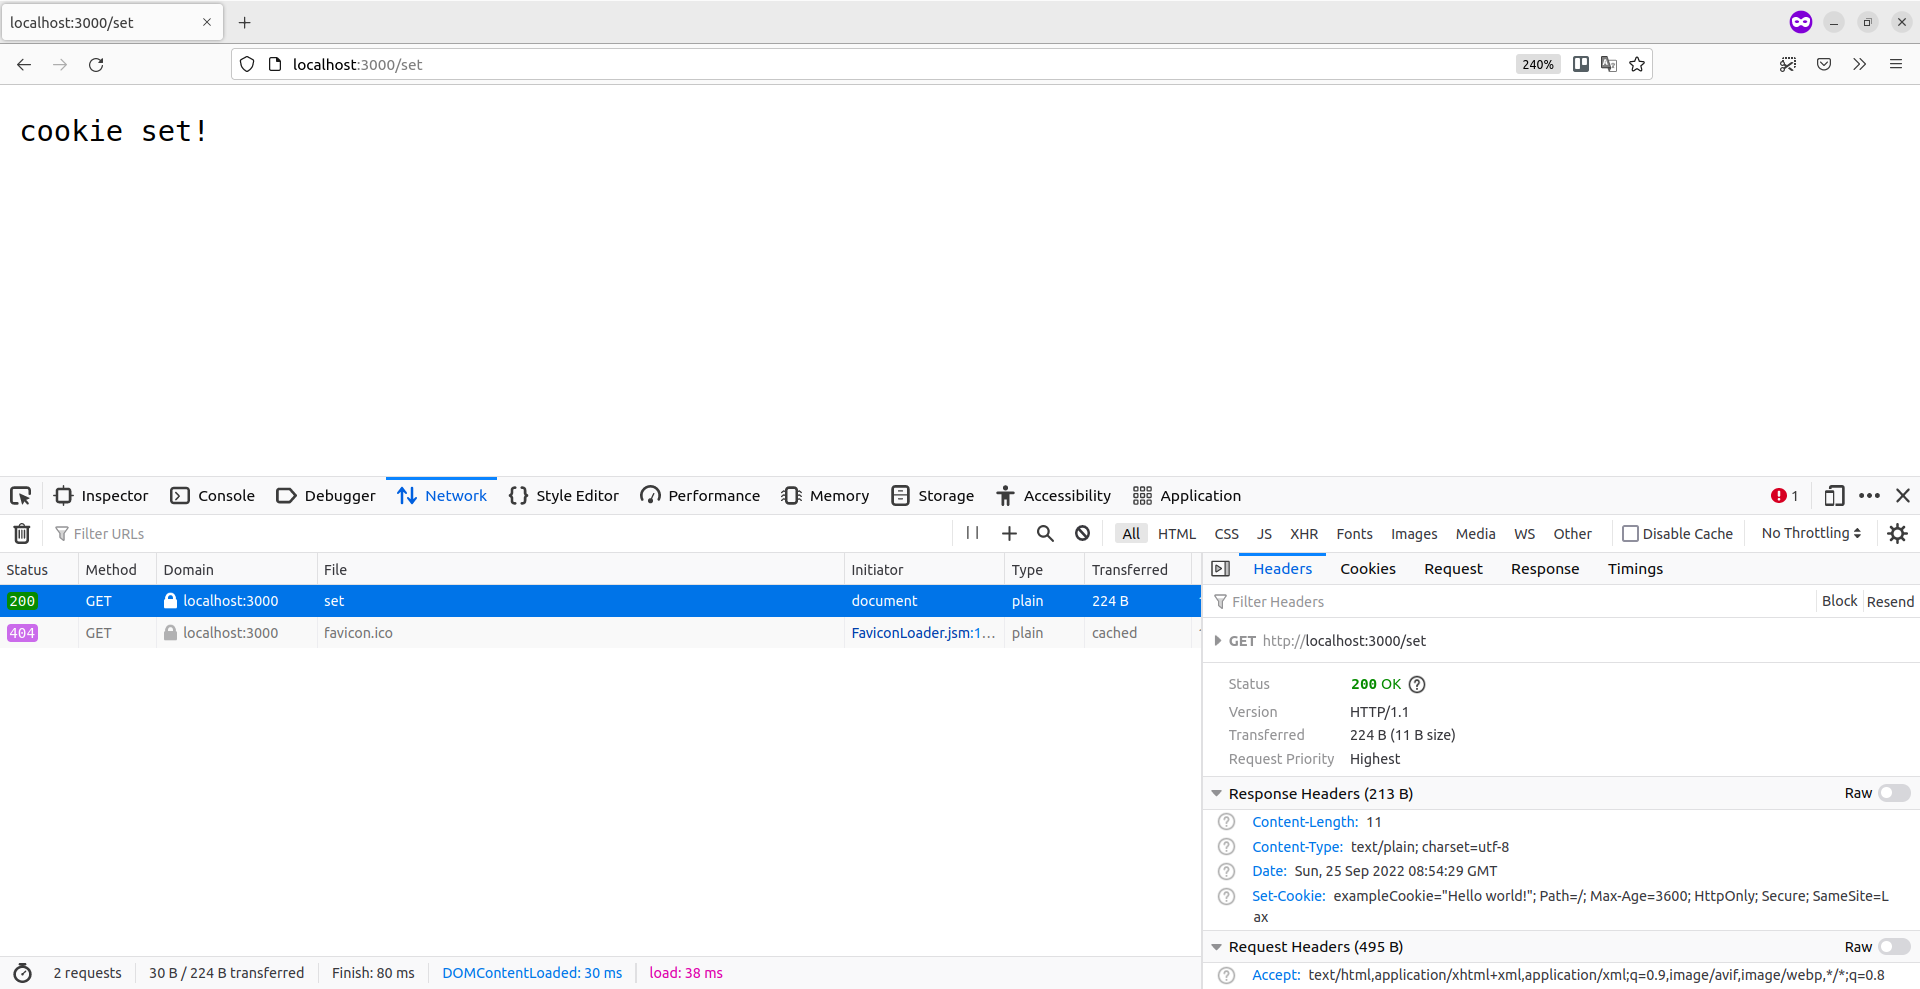 localhost:3000/set
localhost:3000/set 240%
cookie set!
Inspector Console Debugger Network Style Editor Performance Memory Storage Accessibility Application 1
Filter URLs All HTML CSS JS XHR Fonts Images Media WS Other Disable Cache No Throttling
Status Method Domain File Initiator Type Transferred
200 GET localhost:3000 set document plain 224 B
404 GET localhost:3000 favicon.ico FaviconLoader.jsm:1… plain cached
Headers Cookies Request Response Timings
Filter Headers Block Resend
GET http://localhost:3000/set
Status 200 OK
Version HTTP/1.1
Transferred 224 B (11 B size)
Request Priority Highest
Response Headers (213 B) Raw
Content-Length: 11
Content-Type: text/plain; charset=utf-8
Date: Sun, 25 Sep 2022 08:54:29 GMT
Set-Cookie: exampleCookie="Hello world!"; Path=/; Max-Age=3600; HttpOnly; Secure; SameSite=L
ax
Request Headers (495 B) Raw
Accept: text/html,application/xhtml+xml,application/xml;q=0.9,image/avif,image/webp,*/*;q=0.8
2 requests 30 B / 224 B transferred Finish: 80 ms DOMContentLoaded: 30 ms load: 38 ms